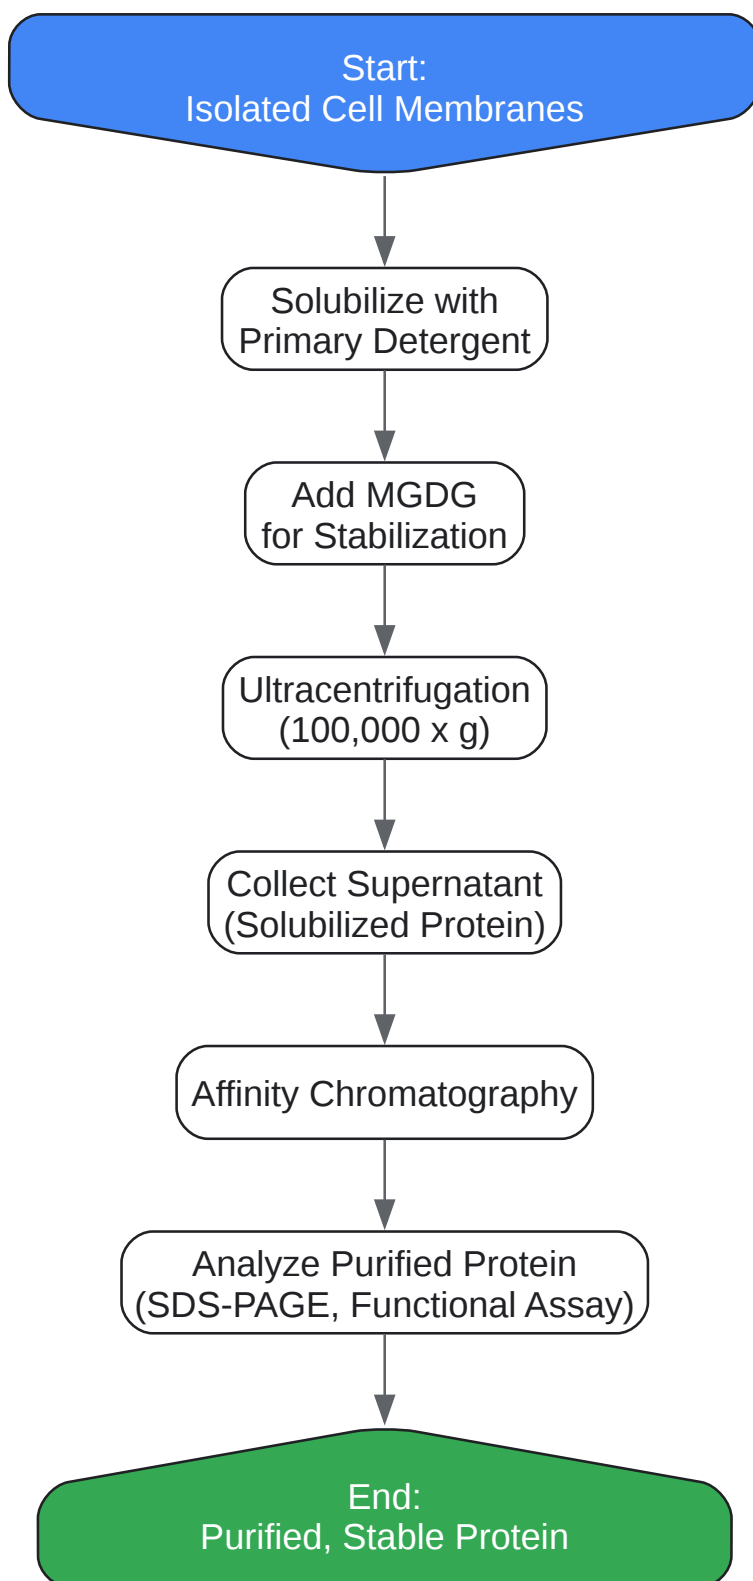 Start:
Isolated Cell Membranes
Solubilize with
Primary Detergent
Add MGDG
for Stabilization
Ultracentrifugation
(100,000 x g)
Collect Supernatant
(Solubilized Protein)
Affinity Chromatography
Analyze Purified Protein
(SDS-PAGE, Functional Assay)
End:
Purified, Stable Protein